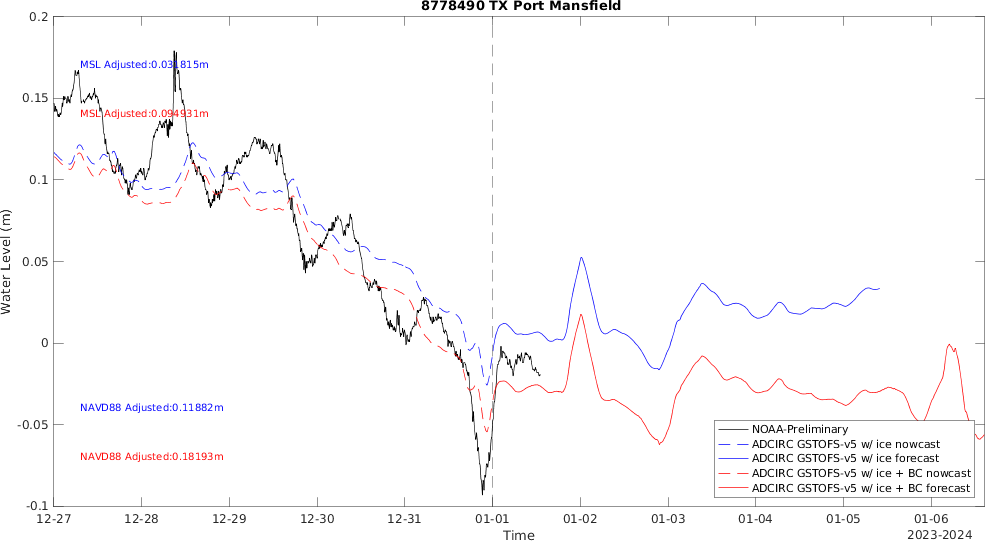 8778490 TX Port Mansfield
0.2
0.15
0.1
0.05
0
-0.05
-0.1
Water Level (m)
MSL Adjusted:0.031815m
MSL Adjusted:0.094931m
NAVD88 Adjusted:0.11882m
NAVD88 Adjusted:0.18193m
NOAA-Preliminary
ADCIRC GSTOFS-v5 w/ ice nowcast
ADCIRC GSTOFS-v5 w/ ice forecast
ADCIRC GSTOFS-v5 w/ ice + BC nowcast
ADCIRC GSTOFS-v5 w/ ice + BC forecast
12-27 12-28 12-29 12-30 12-31 01-01 01-02 01-03 01-04 01-05 01-06
Time
2023-2024